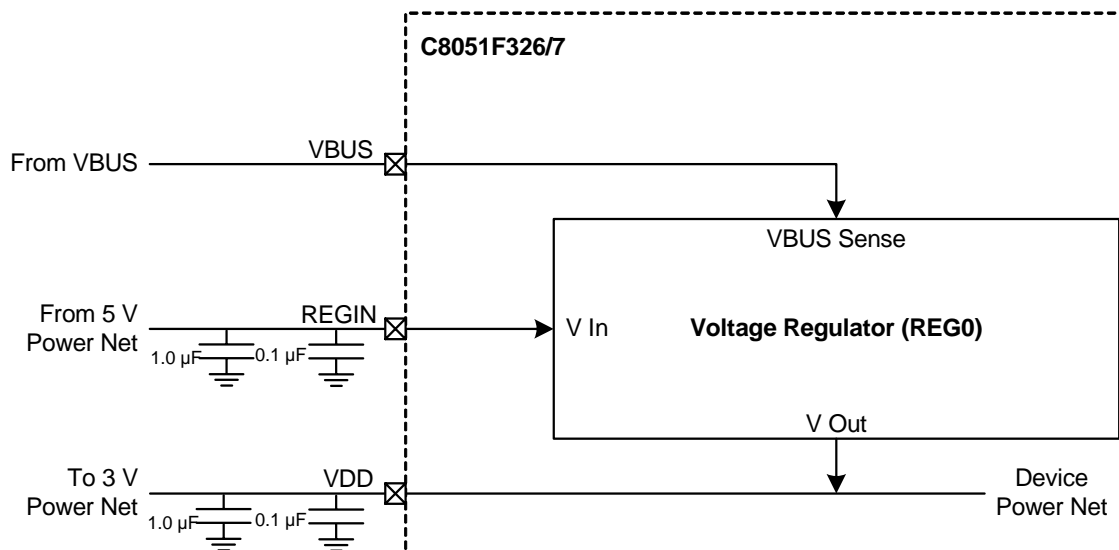 C8051F326/7
From VBUS
VBUS
VBUS Sense
From 5 V
Power Net
REGIN
V In
Voltage Regulator (REG0)
1.0 µF
0.1 µF
V Out
To 3 V
Power Net
VDD
Device
Power Net
1.0 µF
0.1 µF